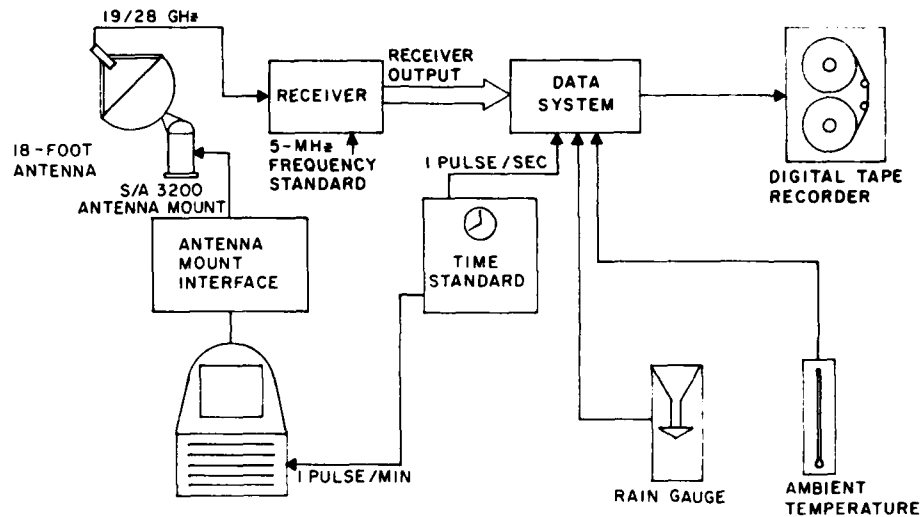 19/28 GHz
RECEIVER
OUTPUT
RECEIVER
DATA
SYSTEM
18-FOOT
ANTENNA
5-MHz
FREQUENCY
STANDARD
1 PULSE/SEC
DIGITAL TAPE
RECORDER
S/A 3200
ANTENNA MOUNT
ANTENNA
MOUNT
INTERFACE
TIME
STANDARD
1 PULSE/MIN
RAIN GAUGE
AMBIENT
TEMPERATURE